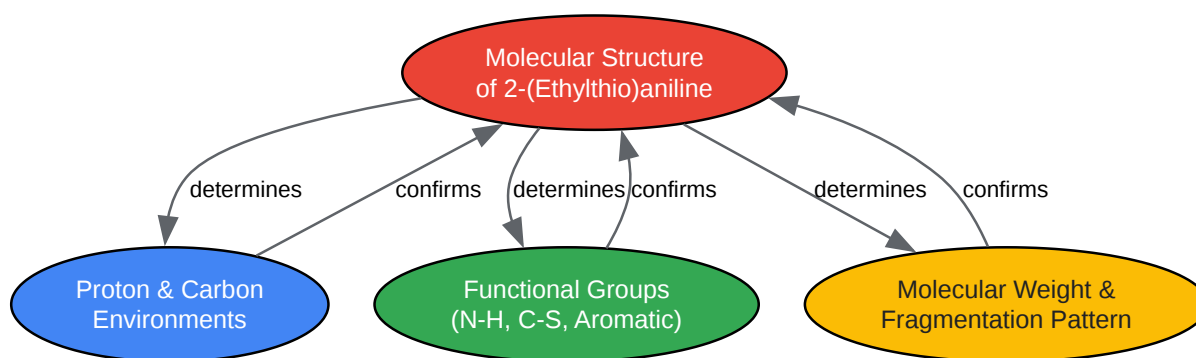 Molecular Structure
of 2-(Ethylthio)aniline
determines
confirms
determines
confirms
determines
confirms
Proton & Carbon
Environments
Functional Groups
(N-H, C-S, Aromatic)
Molecular Weight &
Fragmentation Pattern